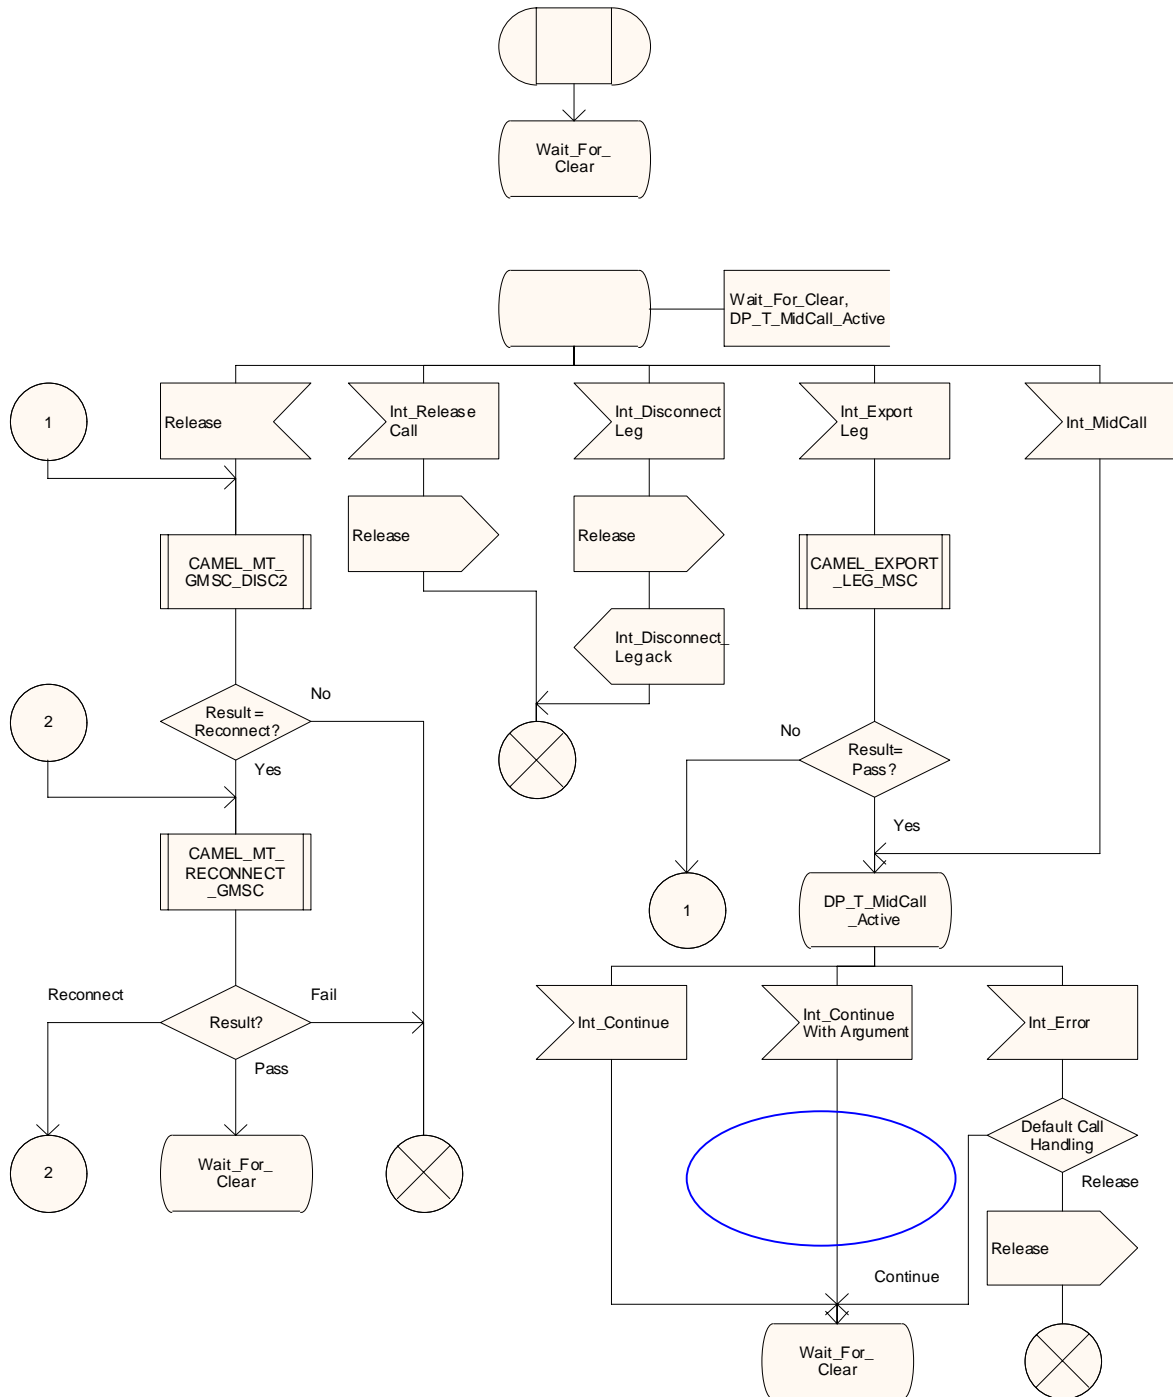 Wait_For_
Clear
Wait_For_Clear,
DP_T_MidCall_Active
1
Release
Int_Release
Call
Int_Disconnect
Leg
Int_Export
Leg
Int_MidCall
Release
Release
CAMEL_MT_
GMSC_DISC2
CAMEL_EXPORT
_LEG_MSC
Int_Disconnect_
Leg ack
No
2
Result =
Reconnect?
Yes
No
Result=
Pass?
Yes
CAMEL_MT_
RECONNECT
_GMSC
1
DP_T_MidCall
_Active
Reconnect
Result?
Fail
Pass
Int_Continue
Int_Continue
With Argument
Int_Error
2
Wait_For_
Clear
Default Call
Handling
Release
Release
Continue
Wait_For_
Clear